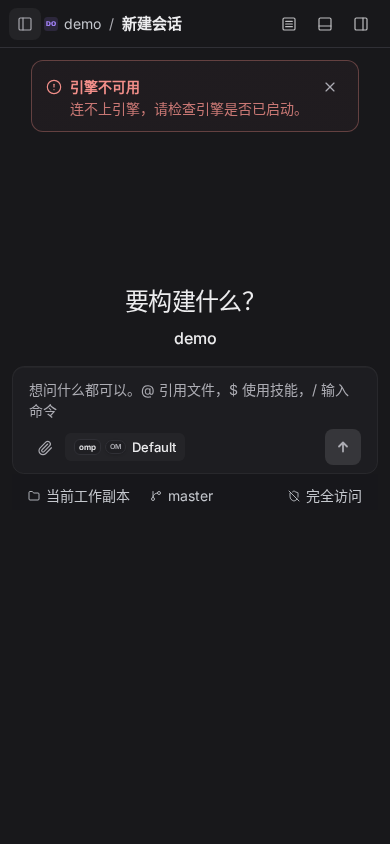 DO demo / 新建会话
引擎不可用
连不上引擎，请检查引擎是否已启动。
要构建什么？
demo
想问什么都可以。@ 引用文件，$ 使用技能，/ 输入
命令
omp OM Default
当前工作副本 master 完全访问